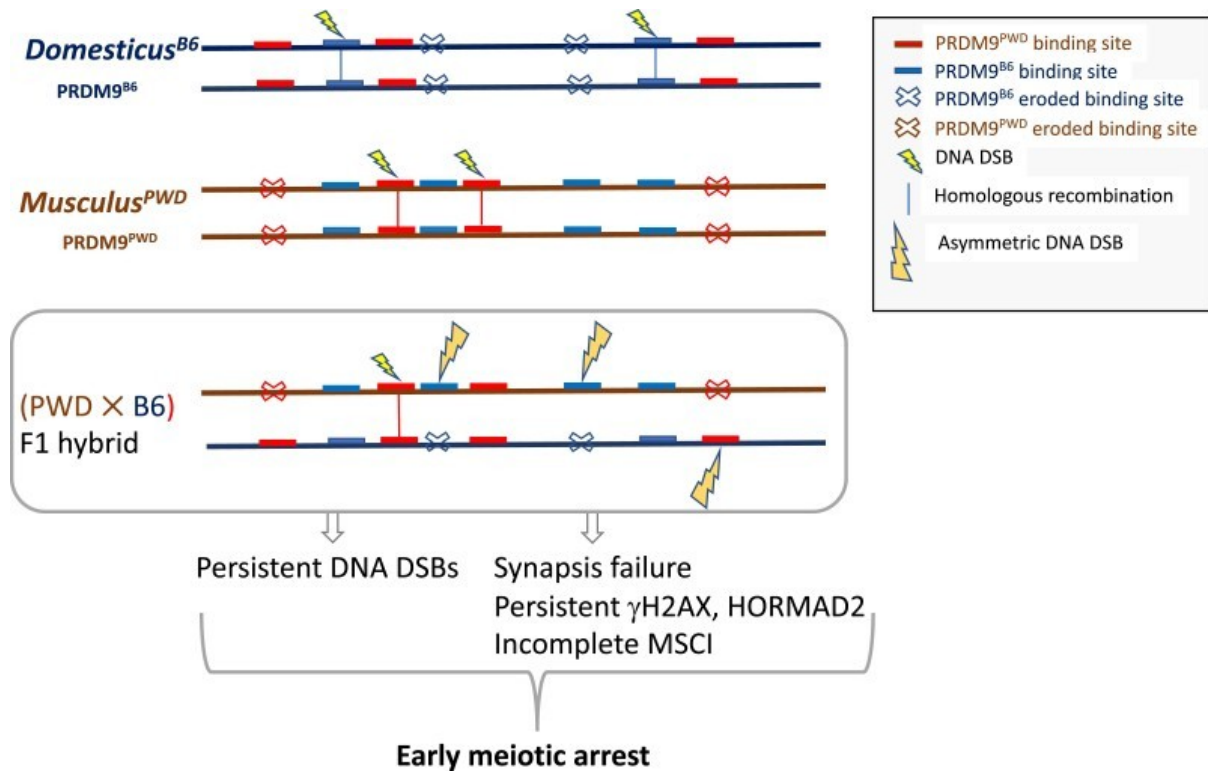 Domesticus^B6
PRDM9^B6
Musculus^PWD
PRDM9^PWD
PRDM9^PWD binding site
PRDM9^B6 binding site
PRDM9^B6 eroded binding site
PRDM9^PWD eroded binding site
DNA DSB
Homologous recombination
Asymmetric DNA DSB
(PWD × B6)
F1 hybrid
Persistent DNA DSBs
Synapsis failure
Persistent γH2AX, HORMAD2
Incomplete MSCI
Early meiotic arrest